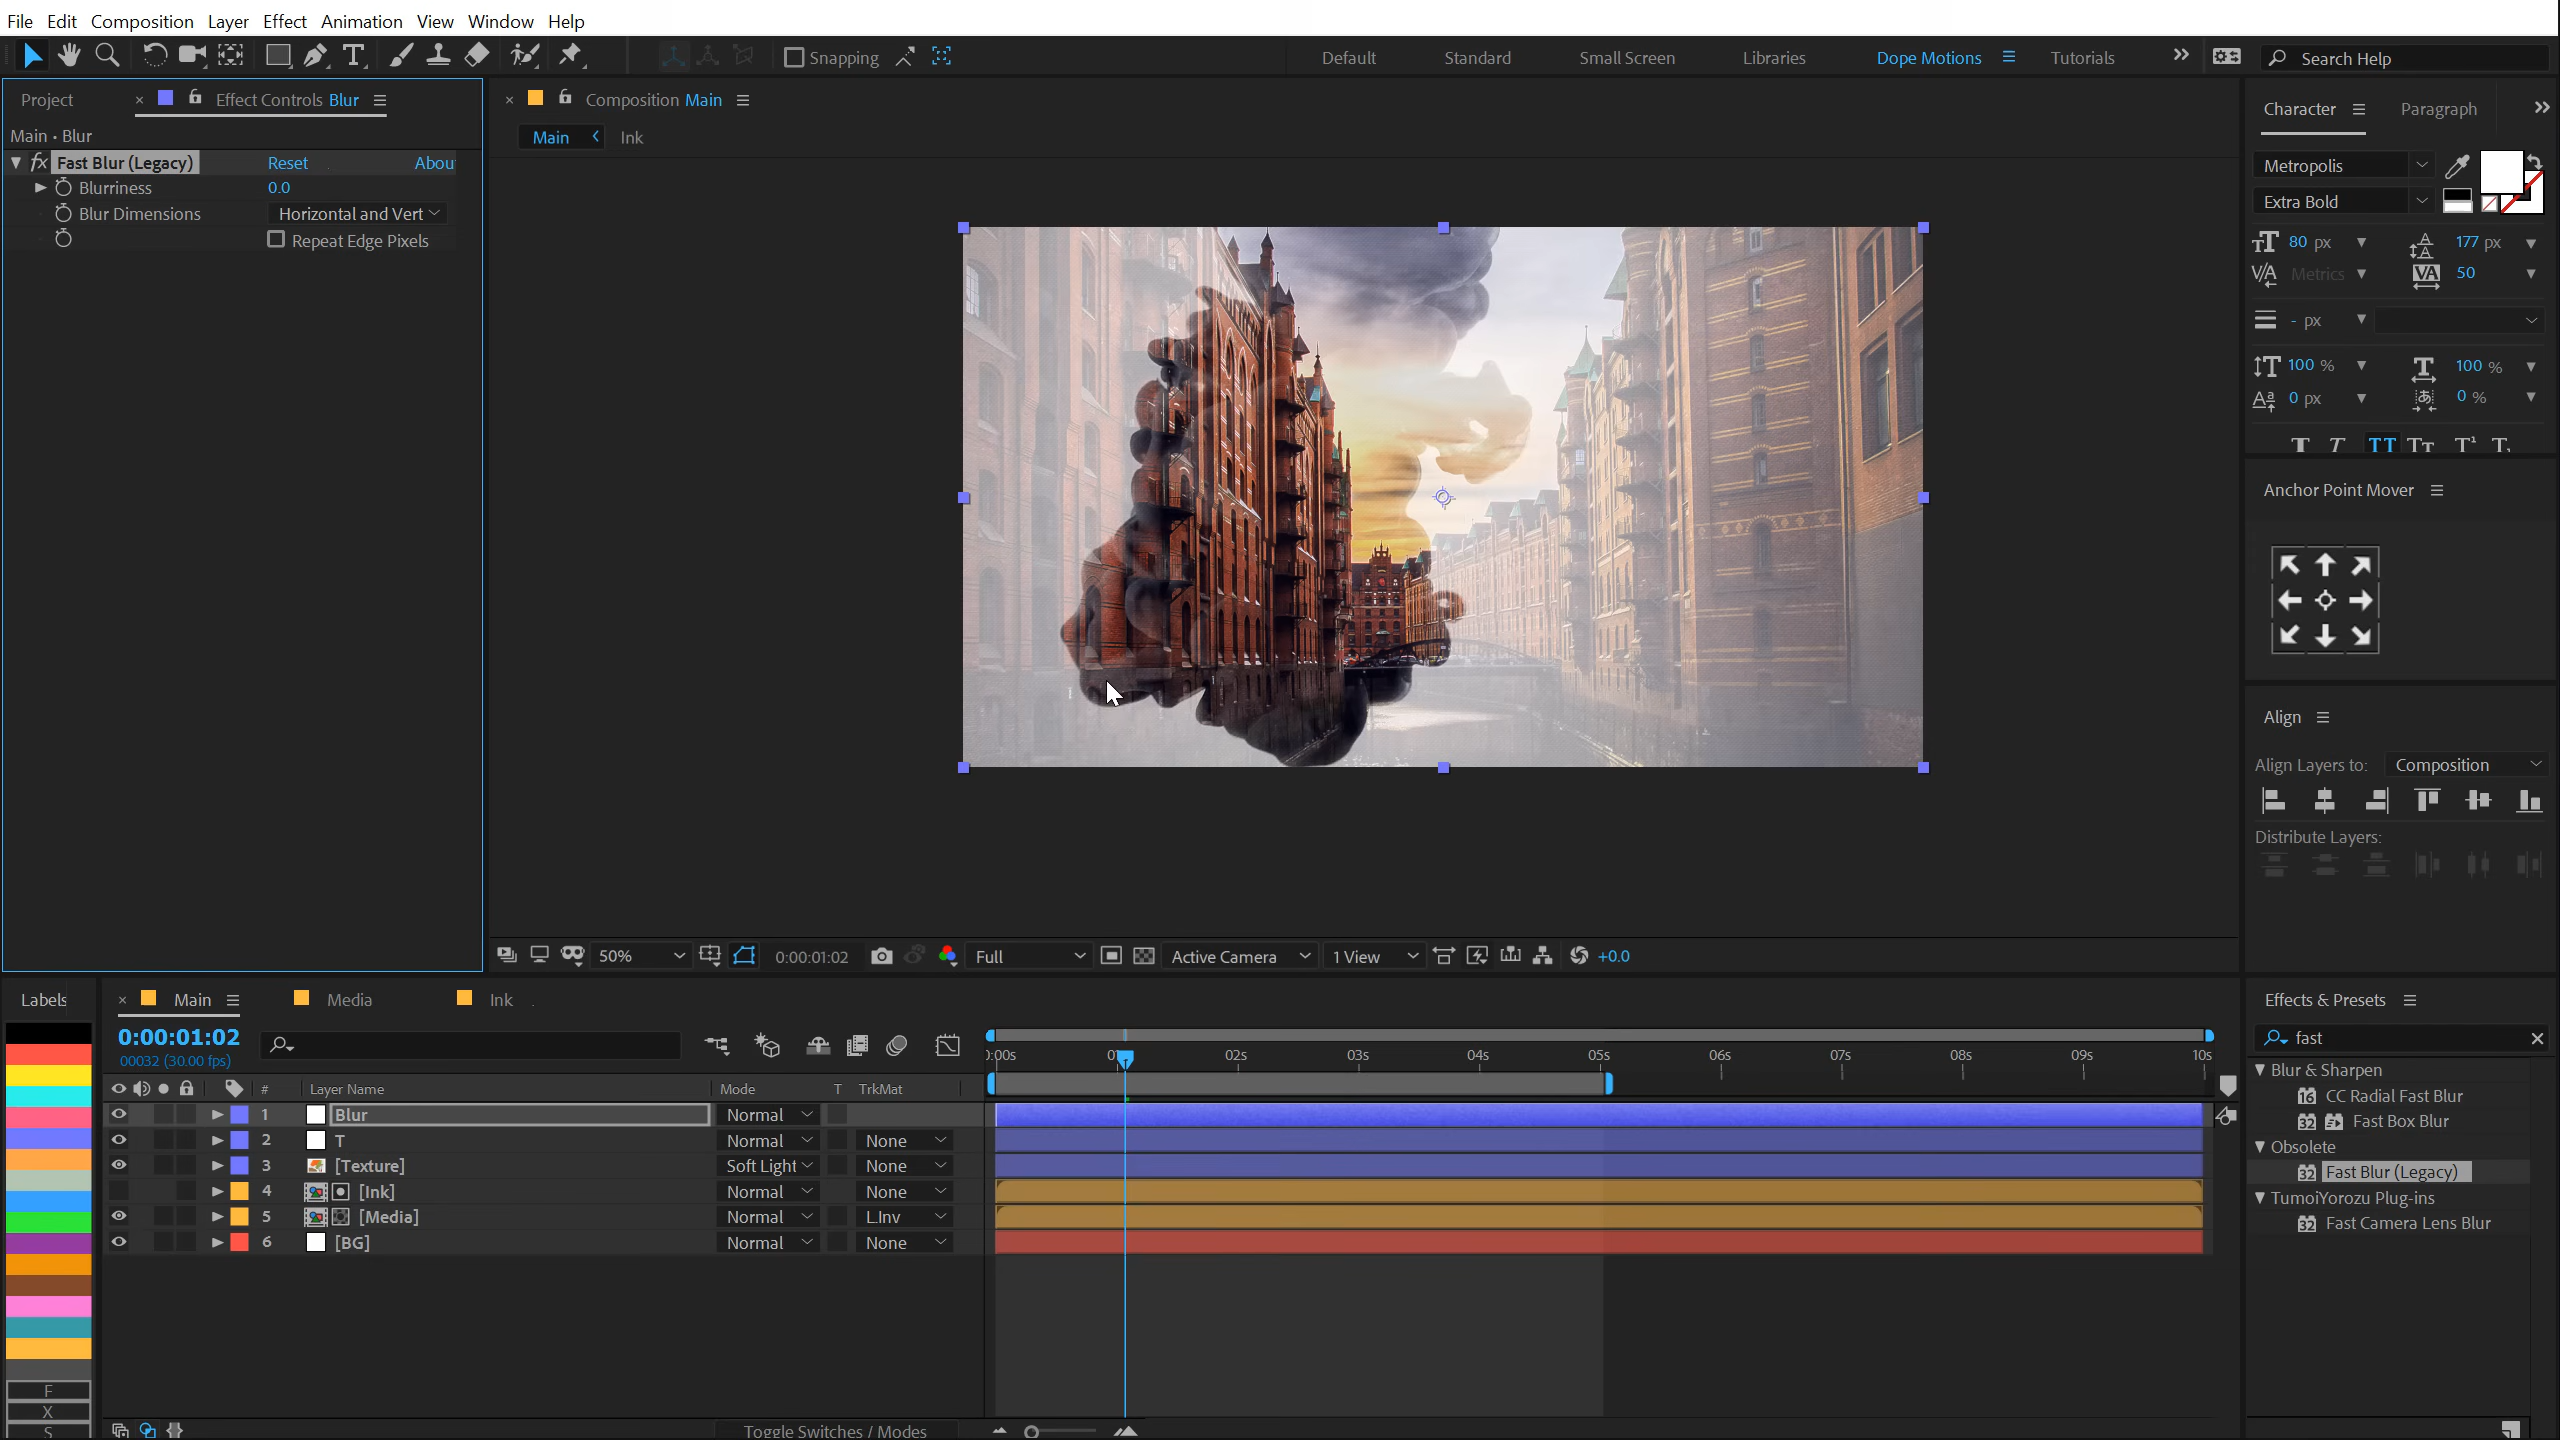 File Edit Composition Layer Effect Animation View Window Help
Snapping Default Standard Small Screen Libraries Dope Motions Tutorials Search Help
Project Effect Controls Blur
Main • Blur
Fast Blur (Legacy) Reset Abou
Blurriness 0.0
Blur Dimensions Horizontal and Vert
Repeat Edge Pixels
Composition Main
Main Ink
Character Paragraph
Metropolis
Extra Bold
80 px 177 px
Metrics 50
- px
100 % 100 %
0 px 0 %
Anchor Point Mover
Align
Align Layers to: Composition
Distribute Layers:
50% 0:00:01:02 Full Active Camera 1 View +0.0
Labels Main Media Ink
0:00:01:02
00032 (30.00 fps)
0:00s 02s 03s 04s 05s 06s 07s 08s 09s 10s
# Layer Name Mode T TrkMat
1 Blur Normal
2 T Normal None
3 [Texture] Soft Light None
4 [Ink] Normal None
5 [Media] Normal L.Inv
6 [BG] Normal None
F
X
S
Toggle Switches / Modes
Effects & Presets
fast
Blur & Sharpen
16 CC Radial Fast Blur
32 Fast Box Blur
Obsolete
32 Fast Blur (Legacy)
TumoiYorozu Plug-ins
32 Fast Camera Lens Blur